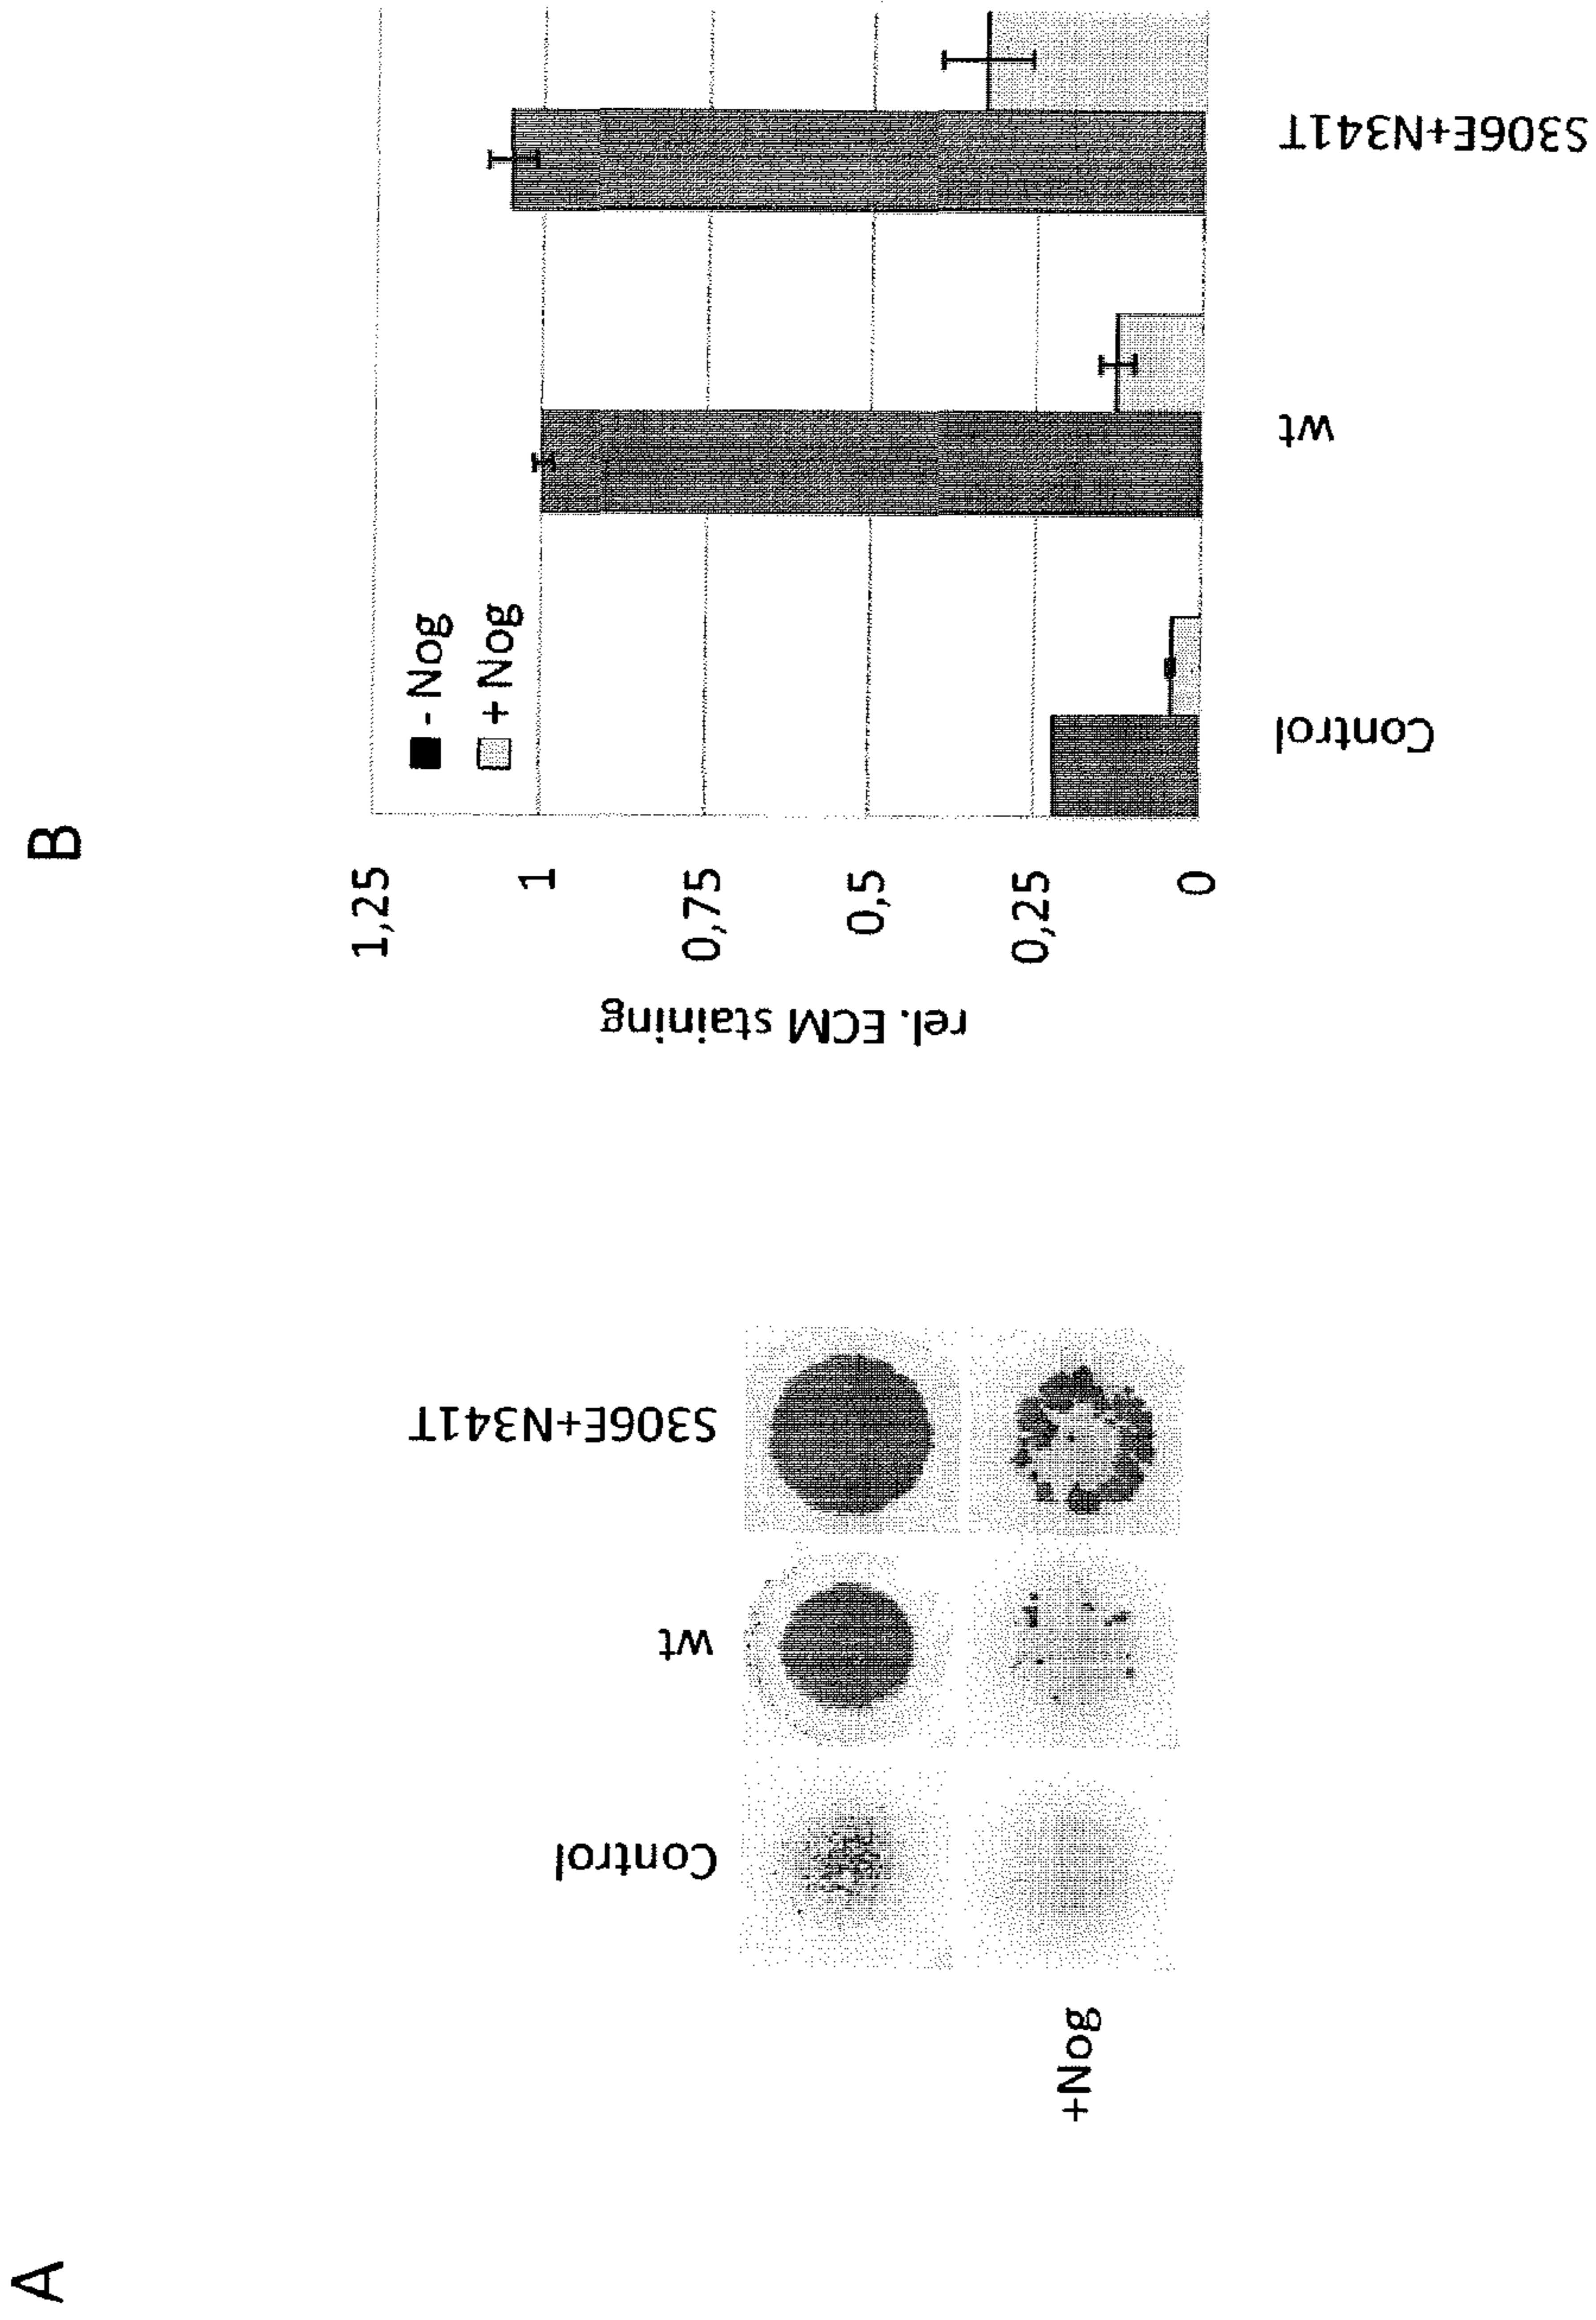 A
Control
wt
S306E+N341T
+Nog
B
rel. ECM staining
1,25
1
0,75
0,5
0,25
0
- Nog
+ Nog
Control
wt
S306E+N341T